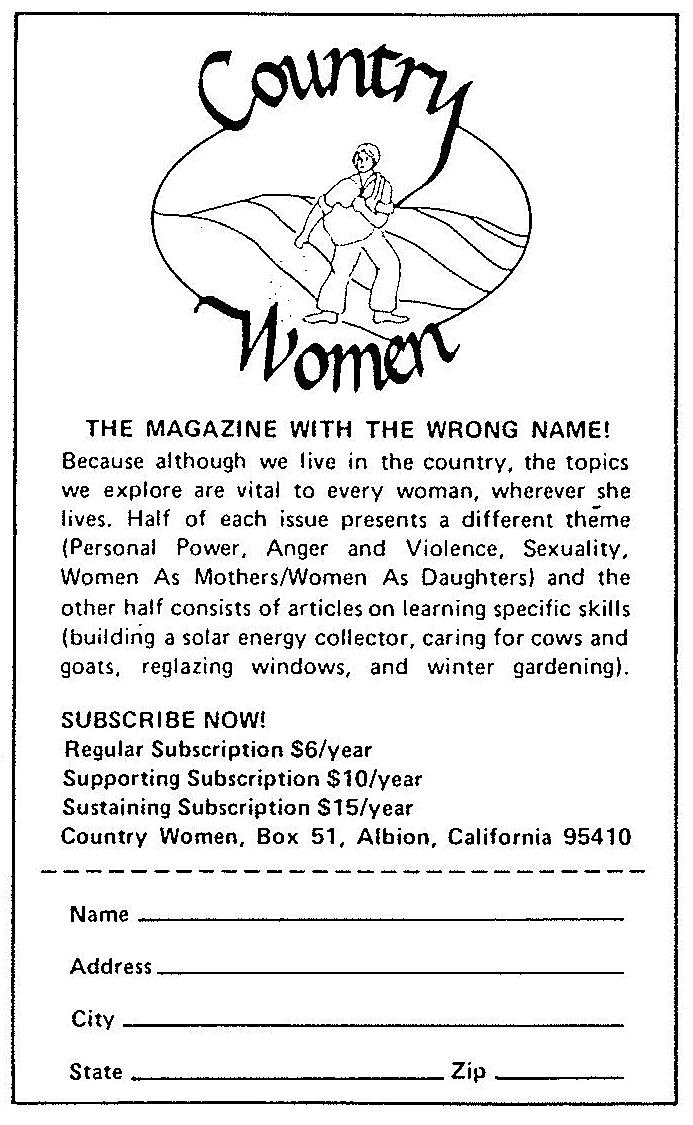 Country
Women
THE MAGAZINE WITH THE WRONG NAME!
Because although we live in the country, the topics
we explore are vital to every woman, wherever she
lives. Half of each issue presents a different theme
(Personal Power, Anger and Violence, Sexuality,
Women As Mothers/Women As Daughters) and the
other half consists of articles on learning specific skills
(building a solar energy collector, caring for cows and
goats, reglazing windows, and winter gardening).
SUBSCRIBE NOW!
Regular Subscription $6/year
Supporting Subscription $10/year
Sustaining Subscription $15/year
Country Women, Box 51, Albion, California 95410
Name
Address
City
State Zip